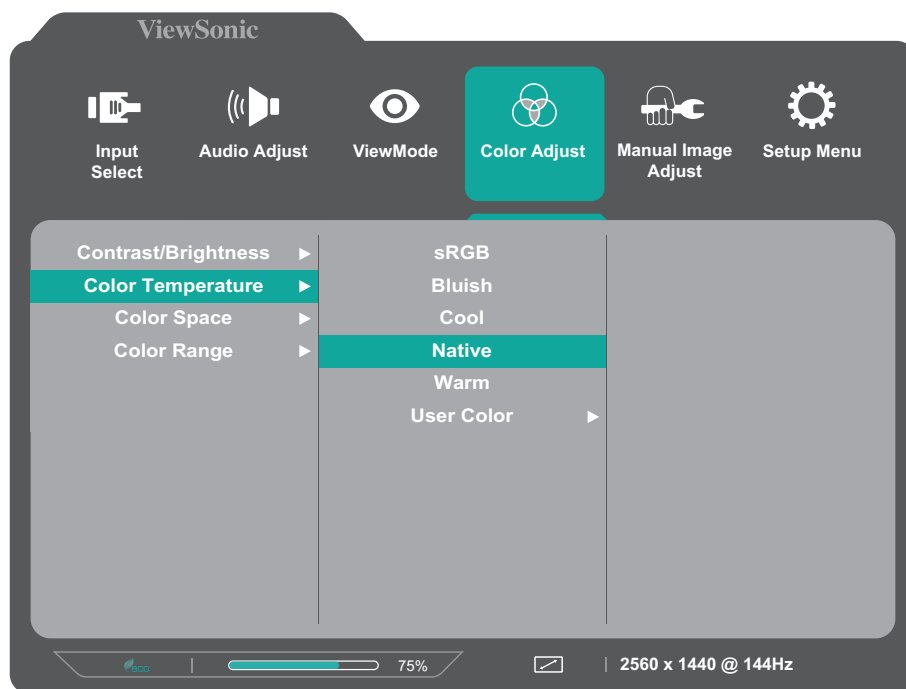 ViewSonic
Input
Select
Audio Adjust
ViewMode
Color Adjust
Manual Image
Adjust
Setup Menu
Contrast/Brightness
Color Temperature
Color Space
Color Range
sRGB
Bluish
Cool
Native
Warm
User Color
eco
75%
2560 x 1440 @ 144Hz